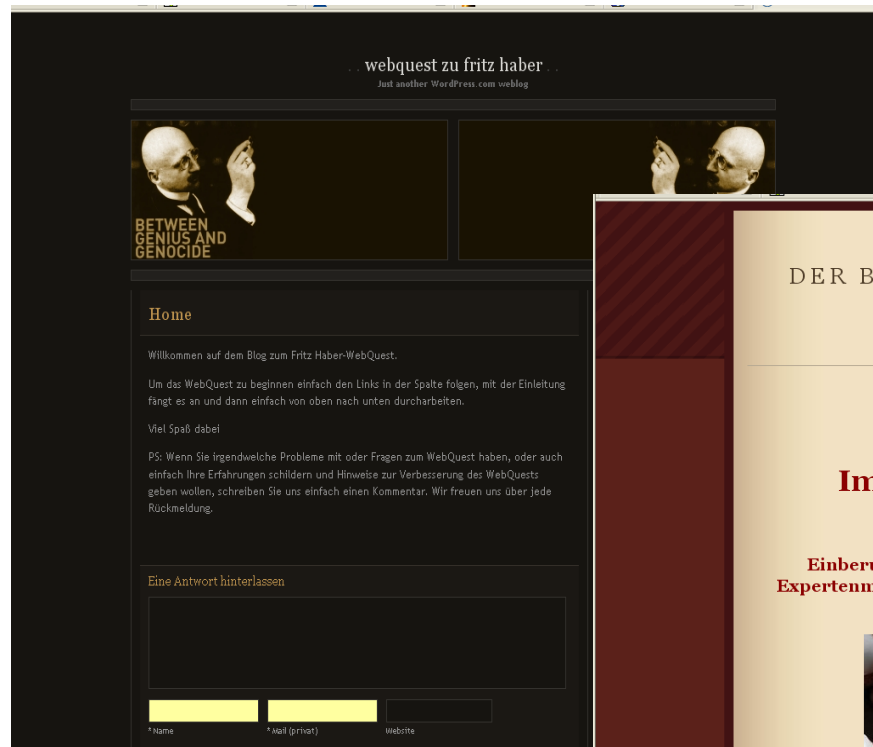 . . webquest zu fritz haber . .
Just another WordPress.com weblog
BETWEEN
GENIUS AND
GENOCIDE
Home
Willkommen auf dem Blog zum Fritz Haber-WebQuest.
Um das WebQuest zu beginnen einfach den Links in der Spalte folgen, mit der Einleitung
fängt es an und dann einfach von oben nach unten durcharbeiten.
Viel Spaß dabei
PS: Wenn Sie irgendwelche Probleme mit oder Fragen zum WebQuest haben, oder auch
einfach Ihre Erfahrungen schildern und Hinweise zur Verbesserung des WebQuests
geben wollen, schreiben Sie uns einfach einen Kommentar. Wir freuen uns über jede
Rückmeldung.
Eine Antwort hinterlassen
* Name
* Mail (privat)
Website
DER B
Im
Einberu
Expertenm